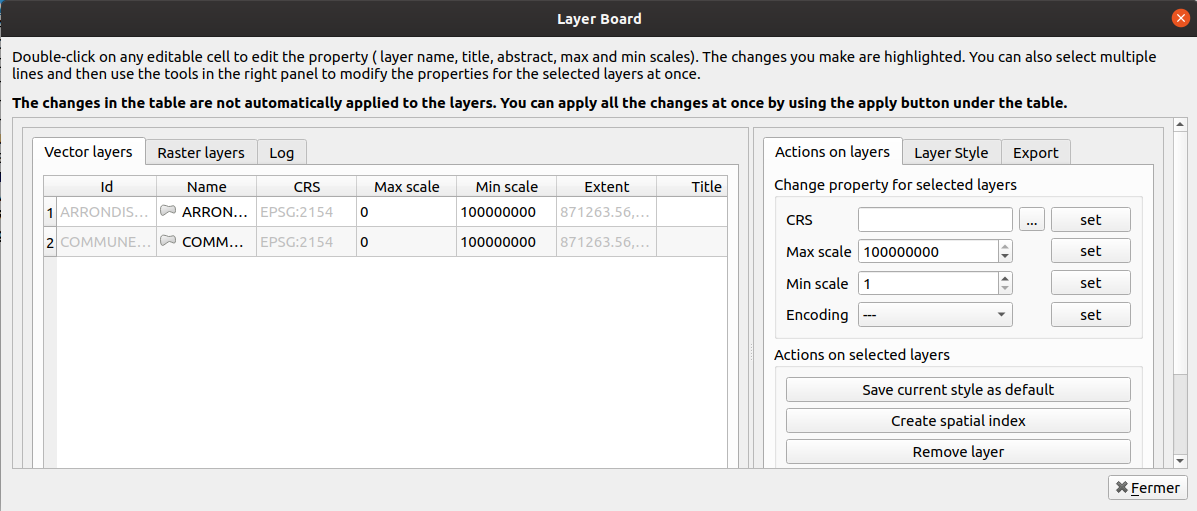 Layer Board
Double-click on any editable cell to edit the property ( layer name, title, abstract, max and min scales). The changes you make are highlighted. You can also select multiple
lines and then use the tools in the right panel to modify the properties for the selected layers at once.
The changes in the table are not automatically applied to the layers. You can apply all the changes at once by using the apply button under the table.
Vector layers Raster layers Log
Id Name CRS Max scale Min scale Extent Title
1 ARRONDIS... ARRON... EPSG:2154 0 100000000 871263.56,...
2 COMMUNE... COMM... EPSG:2154 0 100000000 871263.56,...
Actions on layers Layer Style Export
Change property for selected layers
CRS ... set
Max scale 100000000 set
Min scale 1 set
Encoding --- set
Actions on selected layers
Save current style as default
Create spatial index
Remove layer
Fermer